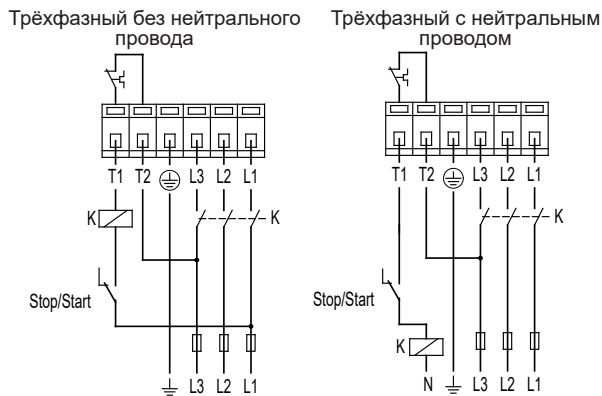 Трёхфазный без нейтрального
провода
T1 T2 L3 L2 L1
K
K
Stop/Start
L3 L2 L1
Трёхфазный с нейтральным
проводом
T1 T2 L3 L2 L1
K
Stop/Start
K
N L3 L2 L1